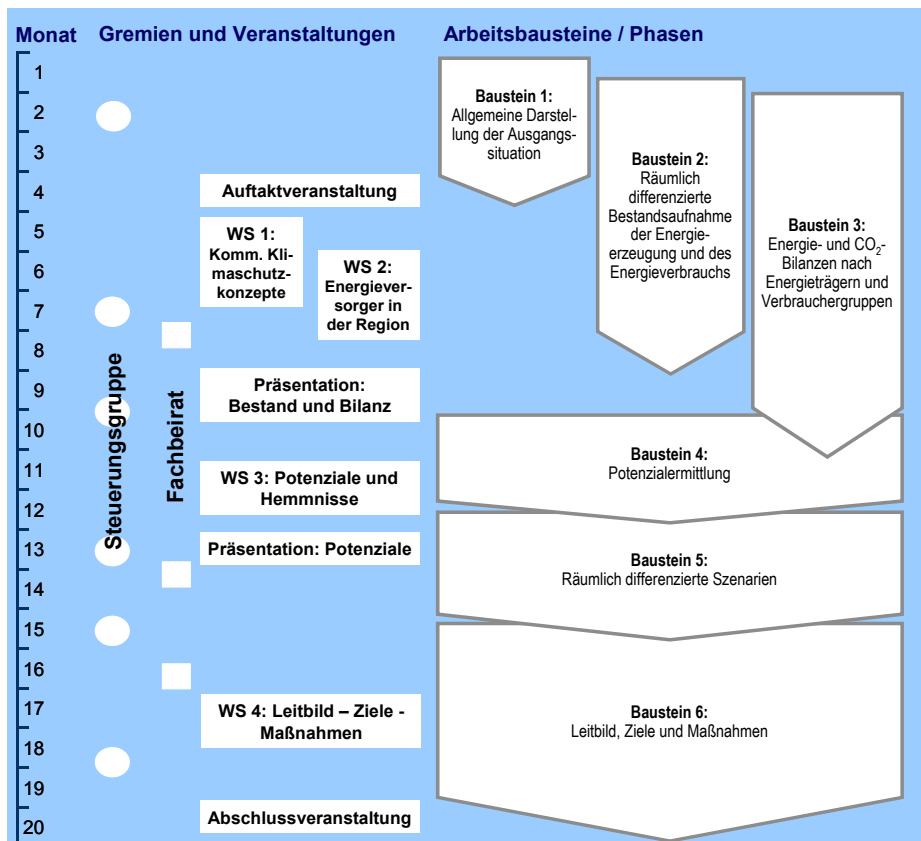 Monat
Gremien und Veranstaltungen
Arbeitsbausteine / Phasen
1
2
3
4
5
6
7
8
9
10
11
12
13
14
15
16
17
18
19
20
Steuerungsgruppe
Fachbeirat
Auftaktveranstaltung
WS 1:
Komm. Kli-
maschutz-
konzepte
WS 2:
Energiever-
sorger in
der Region
Präsentation:
Bestand und Bilanz
WS 3: Potenziale und
Hemmnisse
Präsentation: Potenziale
WS 4: Leitbild – Ziele -
Maßnahmen
Abschlussveranstaltung
Baustein 1:
Allgemeine Darstel-
lung der Ausgangs-
situation
Baustein 2:
Räumlich
differenzierte
Bestandsaufnahme
der Energie-
erzeugung und des
Energieverbrauchs
Baustein 3:
Energie- und CO₂-
Bilanzen nach
Energieträgern und
Verbrauchergruppen
Baustein 4:
Potenzialermittlung
Baustein 5:
Räumlich differenzierte Szenarien
Baustein 6:
Leitbild, Ziele und Maßnahmen